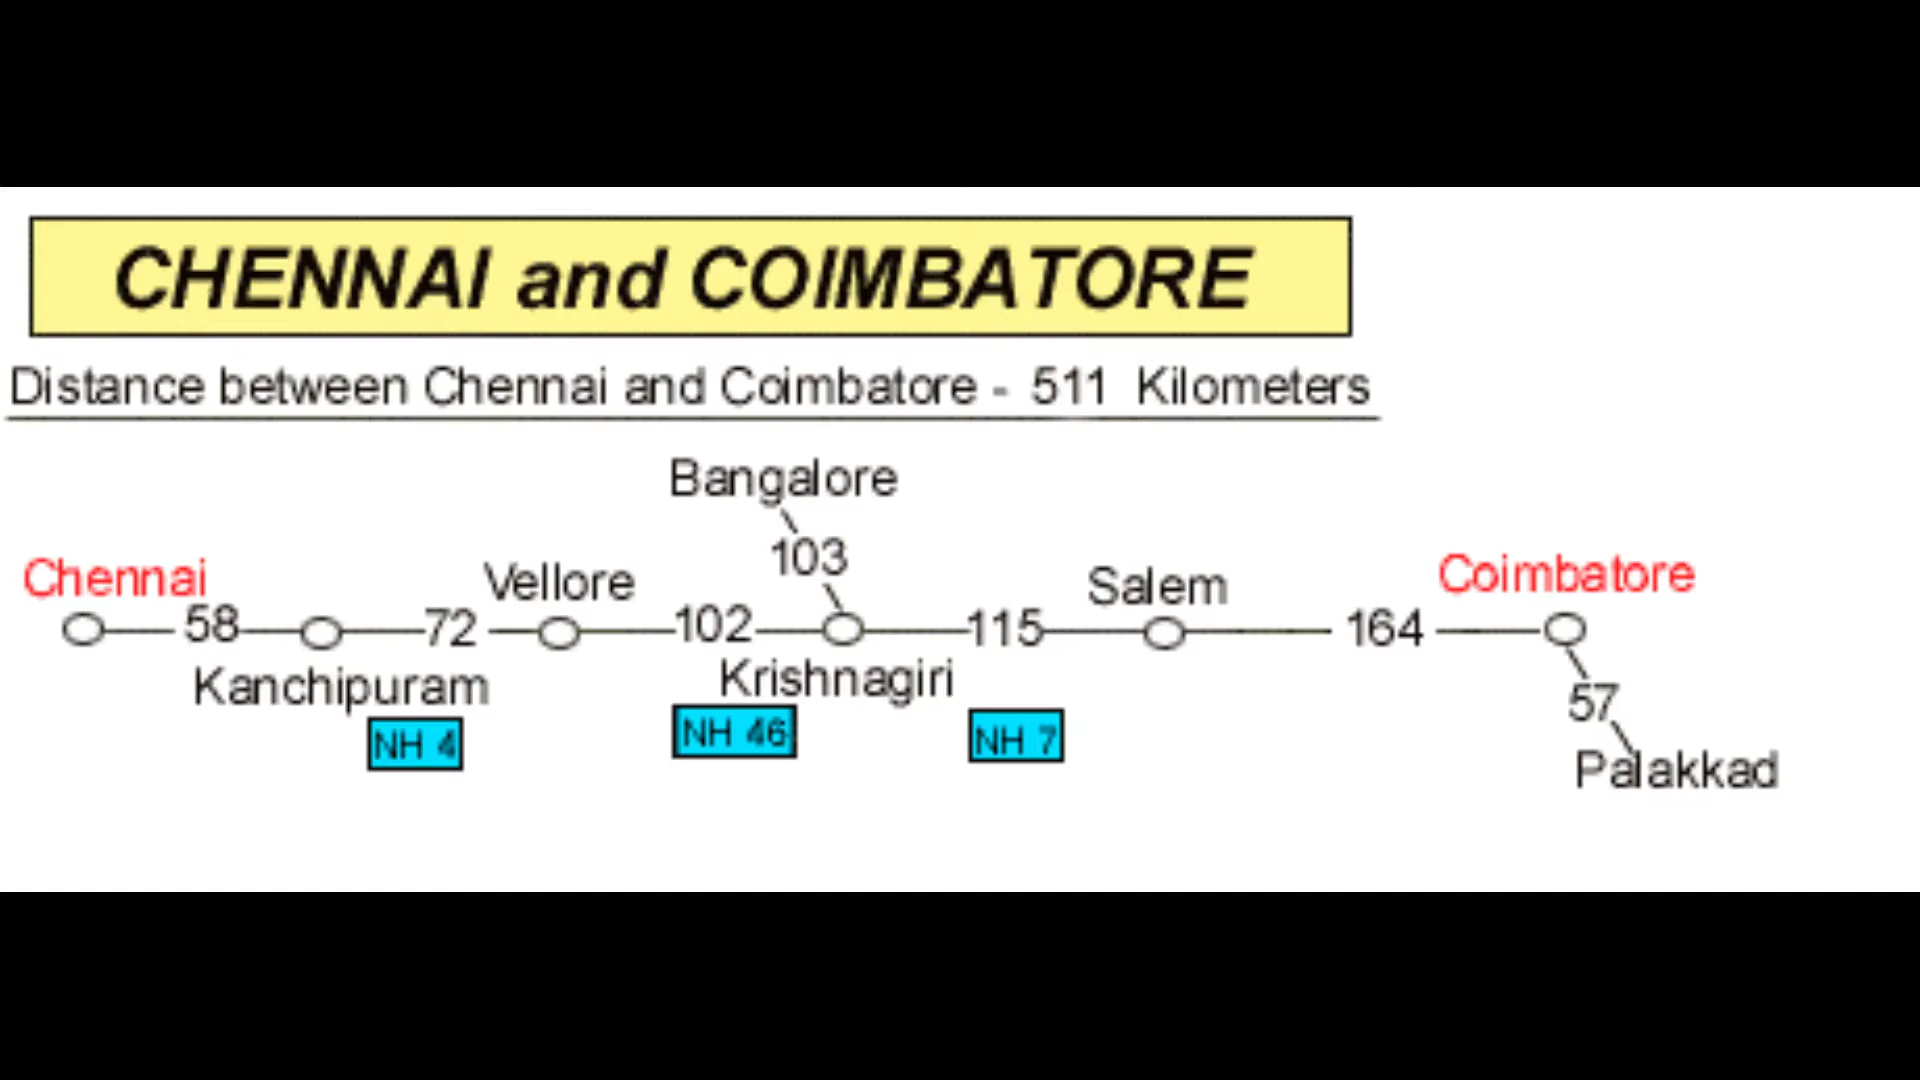 CHENNAI and COIMBATORE
Distance between Chennai and Coimbatore - 511 Kilometers
Bangalore
103
Chennai
Vellore
Salem
Coimbatore
58 72 102 115 164
Kanchipuram
Krishnagiri
57
NH 4
NH 46
NH 7
Palakkad